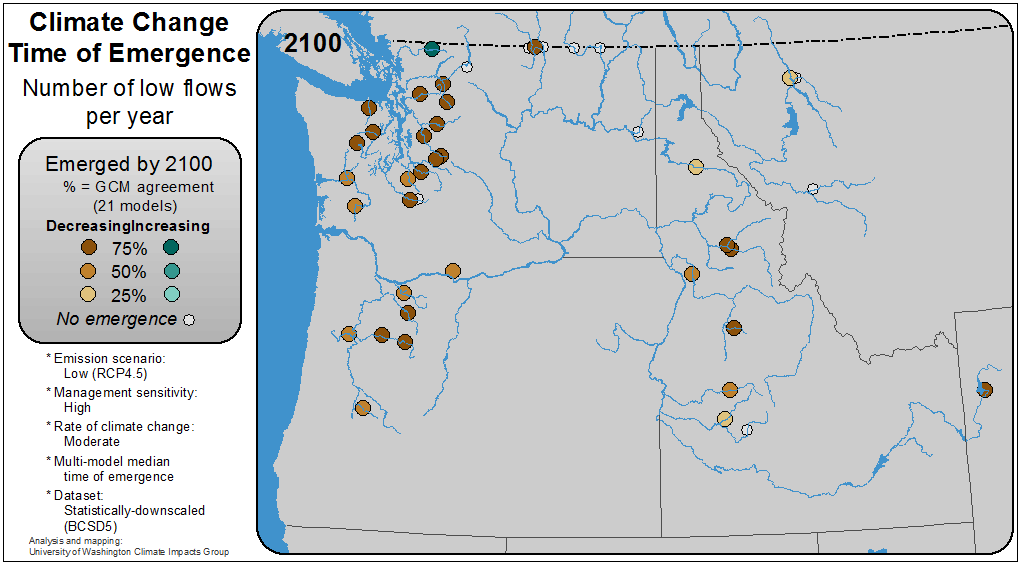 Climate Change
Time of Emergence
Number of low flows
per year
Emerged by 2100
% = GCM agreement
(21 models)
DecreasingIncreasing
75%
50%
25%
No emergence
* Emission scenario:
Low (RCP4.5)
* Management sensitivity:
High
* Rate of climate change:
Moderate
* Multi-model median
time of emergence
* Dataset:
Statistically-downscaled
(BCSD5)
Analysis and mapping:
University of Washington Climate Impacts Group
2100